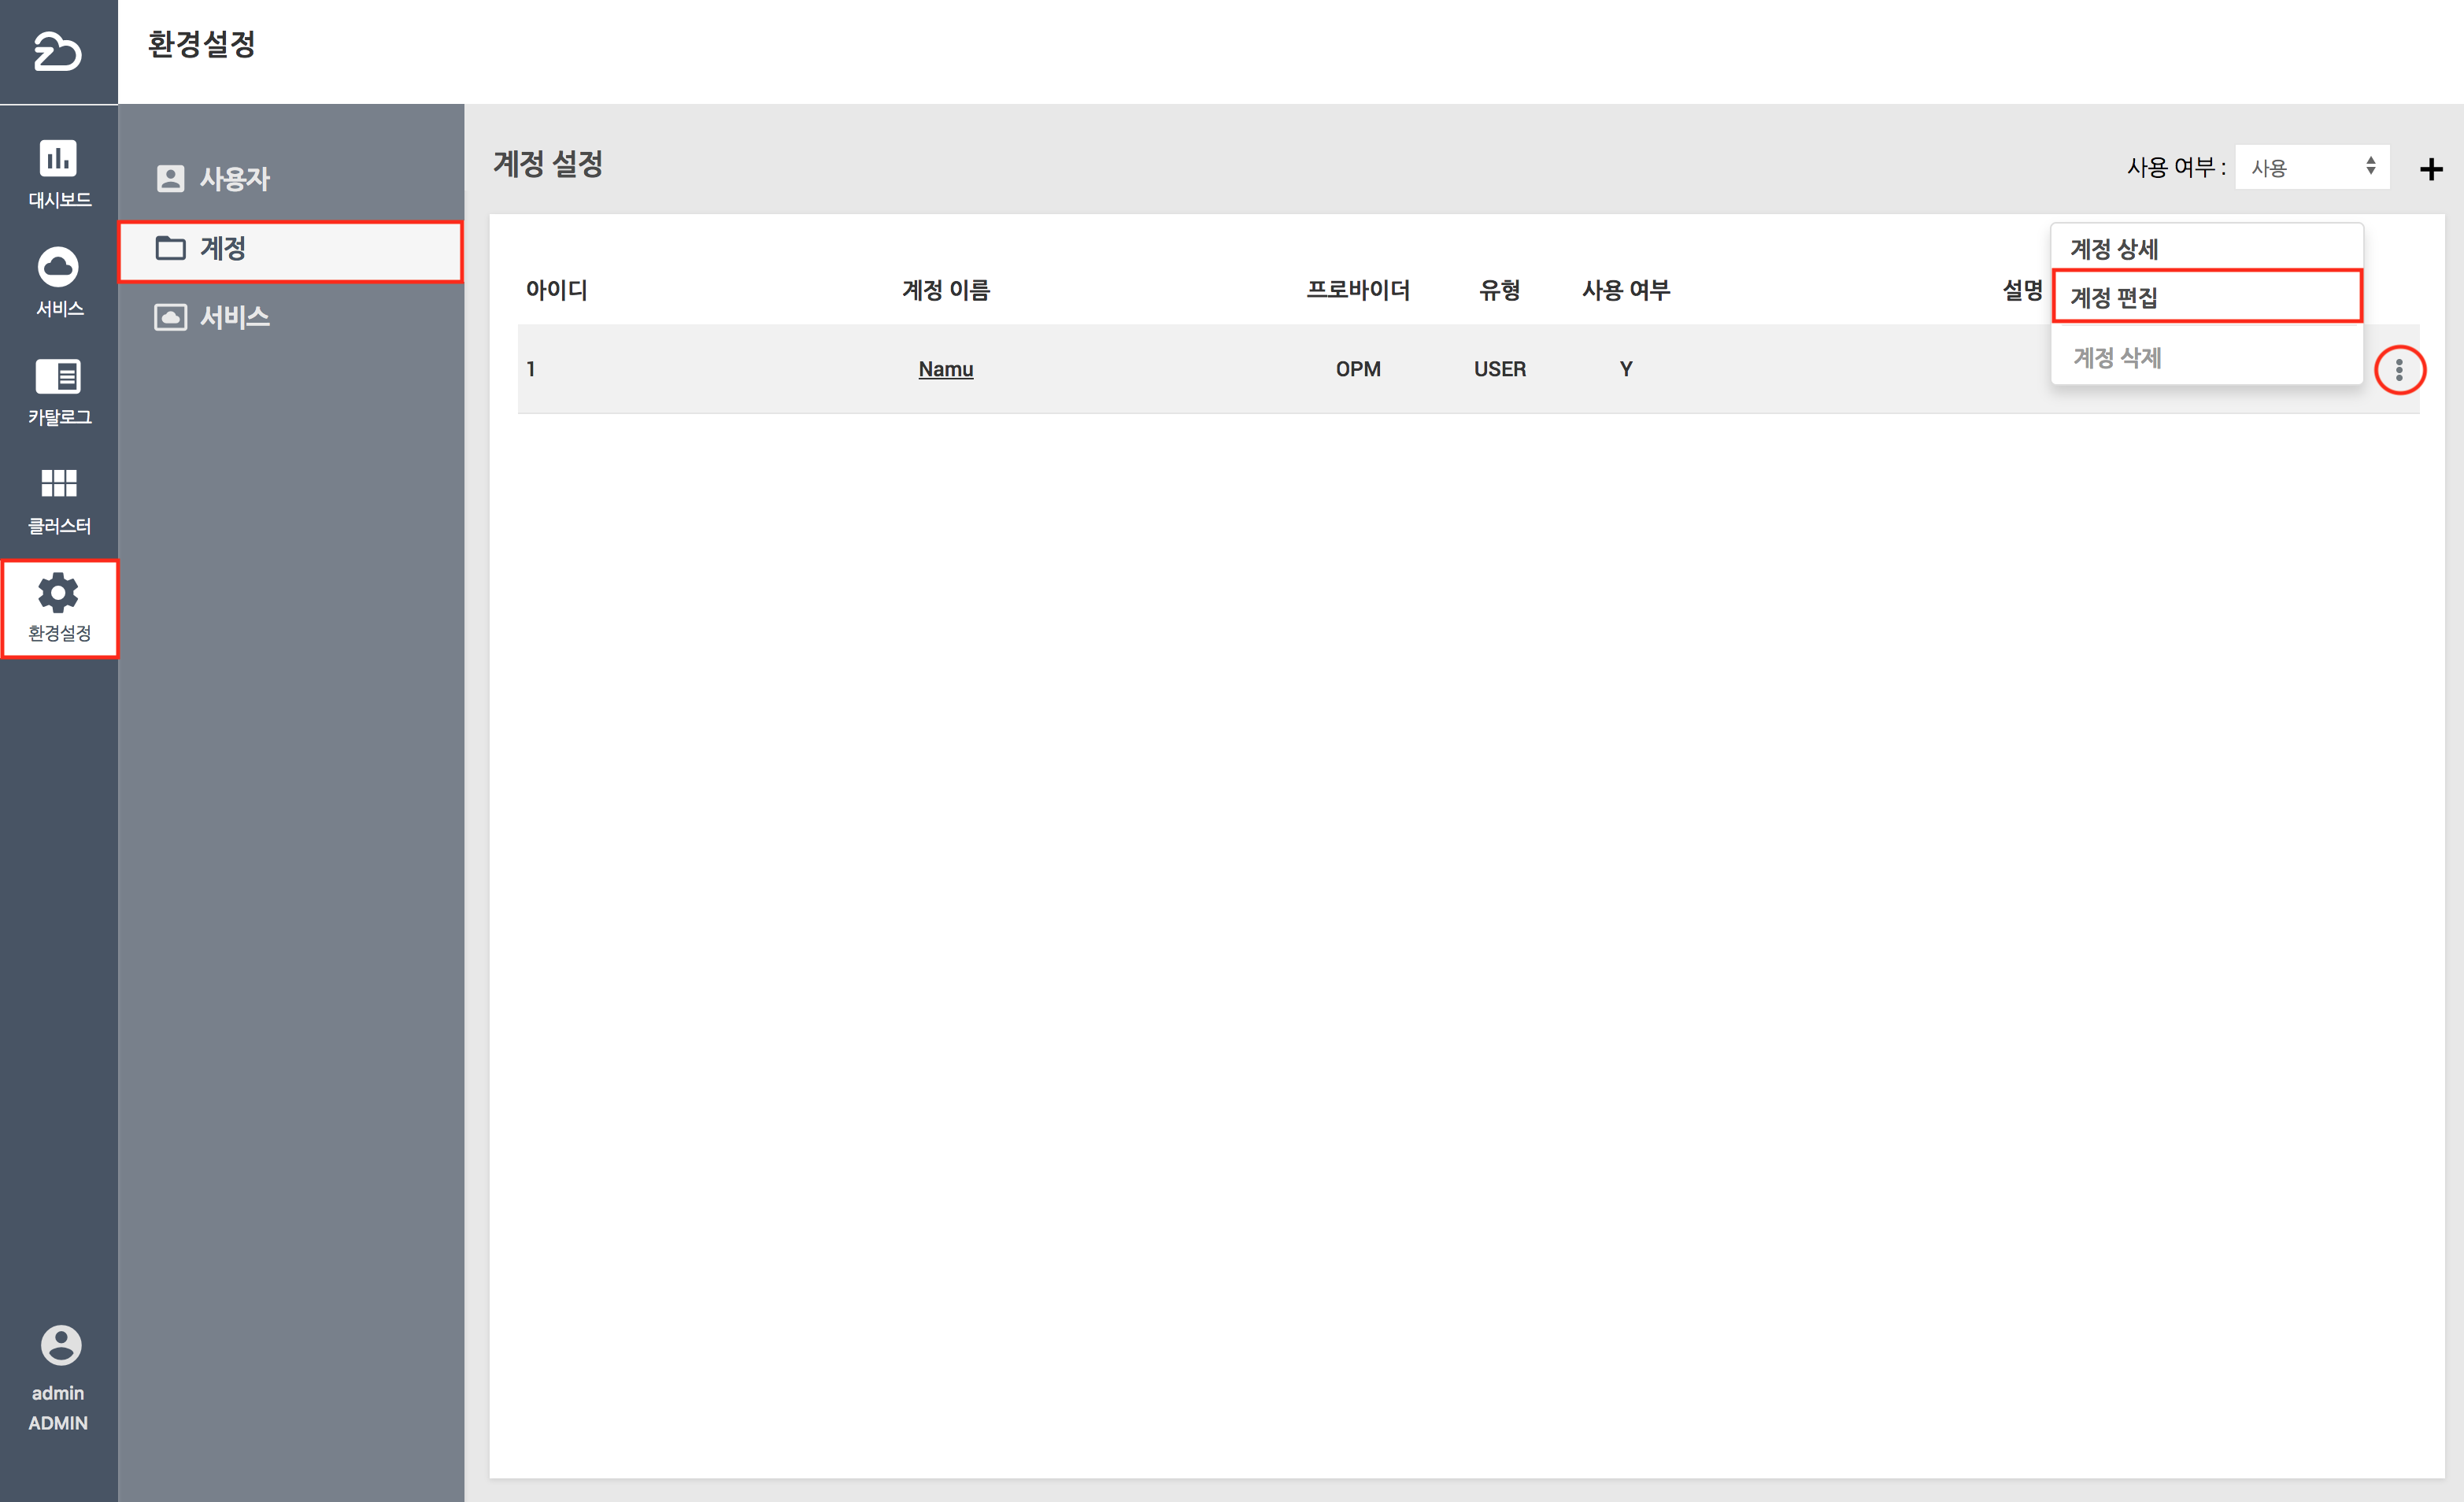 환경설정
대시보드
서비스
카탈로그
클러스터
환경설정
admin
ADMIN
사용자
계정
서비스
계정 설정
사용 여부 : 사용
아이디 계정 이름 프로바이더 유형 사용 여부 설명
1 Namu OPM USER Y
계정 상세
계정 편집
계정 삭제